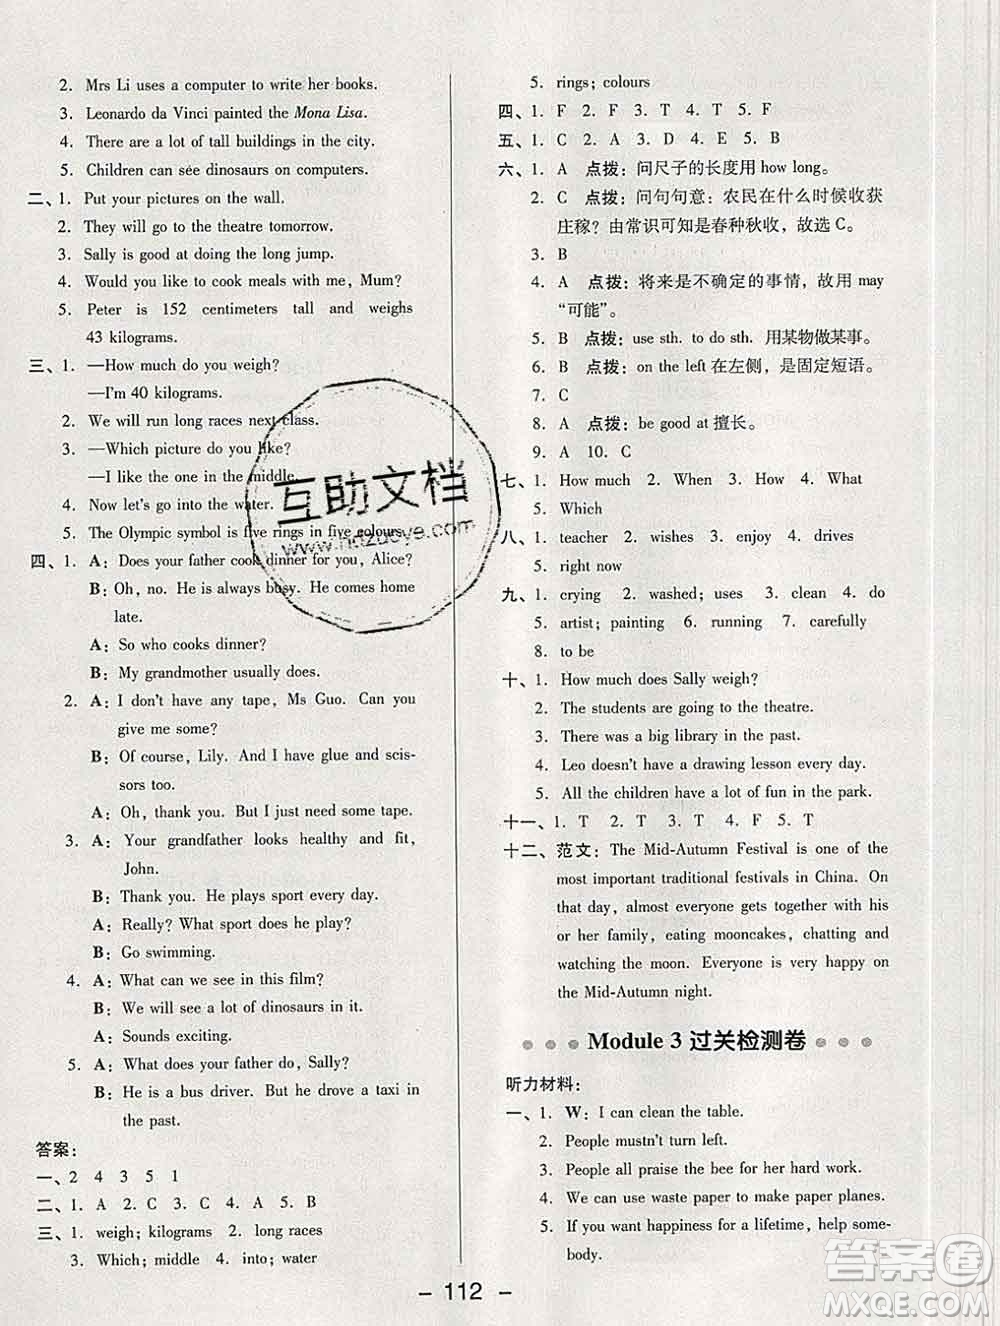 2. Mrs Li uses a computer to write her books.
3. Leonardo da Vinci painted the Mona Lisa.
4. There are a lot of tall buildings in the city.
5. Children can see dinosaurs on computers.
二、1. Put your pictures on the wall.
2. They will go to the theatre tomorrow.
3. Sally is good at doing the long jump.
4. Would you like to cook meals with me, Mum?
5. Peter is 152 centimeters tall and weighs
43 kilograms.
三、1. —How much do you weigh?
—I'm 40 kilograms.
2. We will run long races next class.
3. —Which picture do you like?
—I like the one in the middle.
4. Now let's go into the water.
5. The Olympic symbol is five rings in five colours.
四、1. A: Does your father cook dinner for you, Alice?
B: Oh, no. He is always busy. He comes home
late.
A: So who cooks dinner?
B: My grandmother usually does.
2. A: I don't have any tape, Ms Guo. Can you
give me some?
B: Of course, Lily. And I have glue and scis-
sors too.
A: Oh, thank you. But I just need some tape.
3. A: Your grandfather looks healthy and fit,
John.
B: Thank you. He plays sport every day.
A: Really? What sport does he play?
B: Go swimming.
4. A: What can we see in this film?
B: We will see a lot of dinosaurs in it.
A: Sounds exciting.
5. A: What does your father do, Sally?
B: He is a bus driver. But he drove a taxi in
the past.
答案:
一、2 4 3 5 1
二、1. A 2. C 3. C 4. A 5. B
三、1. weigh; kilograms 2. long races
3. Which; middle 4. into; water
5. rings; colours
四、1. F 2. F 3. T 4. T 5. F
五、1. C 2. A 3. D 4. E 5. B
六、1. A 点拨:问尺子的长度用 how long。
2. C 点拨:问句句意:农民在什么时候收获
庄稼?由常识可知是春种秋收,故选 C。
3. B
4. A 点拨:将来是不确定的事情,故用 may
“可能”。
5. B 点拨:use sth. to do sth. 用某物做某事。
6. B 点拨:on the left 在左侧,是固定短语。
7. C
8. A 点拨:be good at 擅长。
9. A 10. C
七、1. How much 2. When 3. How 4. What
5. Which
八、1. teacher 2. wishes 3. enjoy 4. drives
5. right now
九、1. crying 2. washed; uses 3. clean 4. do
5. artist; painting 6. running 7. carefully
8. to be
十、1. How much does Sally weigh?
2. The students are going to the theatre.
3. There was a big library in the past.
4. Leo doesn't have a drawing lesson every day.
5. All the children have a lot of fun in the park.
十一、1. T 2. T 3. T 4. F 5. T
十二、范文:The Mid-Autumn Festival is one of the
most important traditional festivals in China. On
that day, almost everyone gets together with his
or her family, eating mooncakes, chatting and
watching the moon. Everyone is very happy on
the Mid-Autumn night.
Module 3 过关检测卷
听力材料:
一、1. W: I can clean the table.
2. People mustn't turn left.
3. People all praise the bee for her hard work.
4. We can use waste paper to make paper planes.
5. If you want happiness for a lifetime, help some-
body.
- 112 -
互助文档
答案圈
MXQE.COM